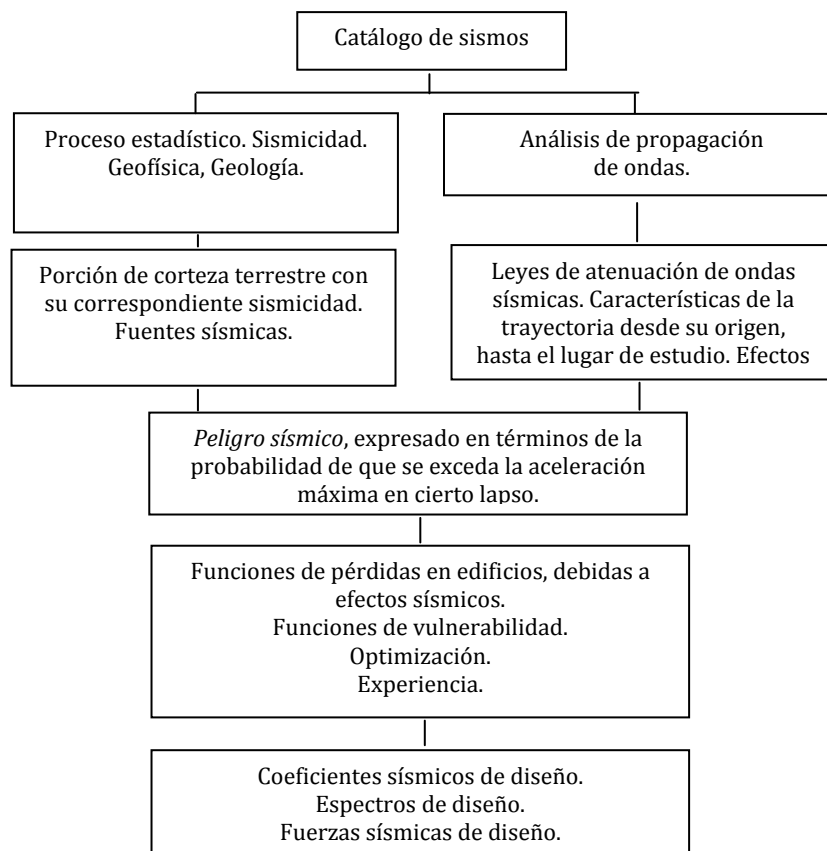 Catálogo de sismos
Proceso estadístico. Sismicidad.
Geofísica, Geología.
Análisis de propagación
de ondas.
Porción de corteza terrestre con
su correspondiente sismicidad.
Fuentes sísmicas.
Leyes de atenuación de ondas
sísmicas. Características de la
trayectoria desde su origen,
hasta el lugar de estudio. Efectos
Peligro sísmico, expresado en términos de la
probabilidad de que se exceda la aceleración
máxima en cierto lapso.
Funciones de pérdidas en edificios, debidas a
efectos sísmicos.
Funciones de vulnerabilidad.
Optimización.
Experiencia.
Coeficientes sísmicos de diseño.
Espectros de diseño.
Fuerzas sísmicas de diseño.